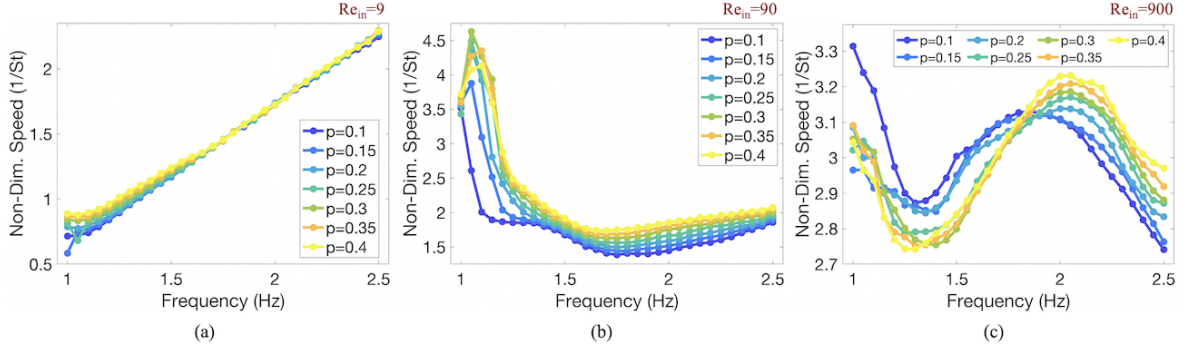 Re_in=9
Non-Dim. Speed (1/St)
2
1.5
1
0.5
p=0.1
p=0.15
p=0.2
p=0.25
p=0.3
p=0.35
p=0.4
1 1.5 2 2.5
Frequency (Hz)
(a)
Re_in=90
Non-Dim. Speed (1/St)
4.5
4
3.5
3
2.5
2
1.5
p=0.1
p=0.15
p=0.2
p=0.25
p=0.3
p=0.35
p=0.4
1 1.5 2 2.5
Frequency (Hz)
(b)
Re_in=900
Non-Dim. Speed (1/St)
3.3
3.2
3.1
3
2.9
2.8
2.7
p=0.1 p=0.2 p=0.3 p=0.4
p=0.15 p=0.25 p=0.35
1 1.5 2 2.5
Frequency (Hz)
(c)